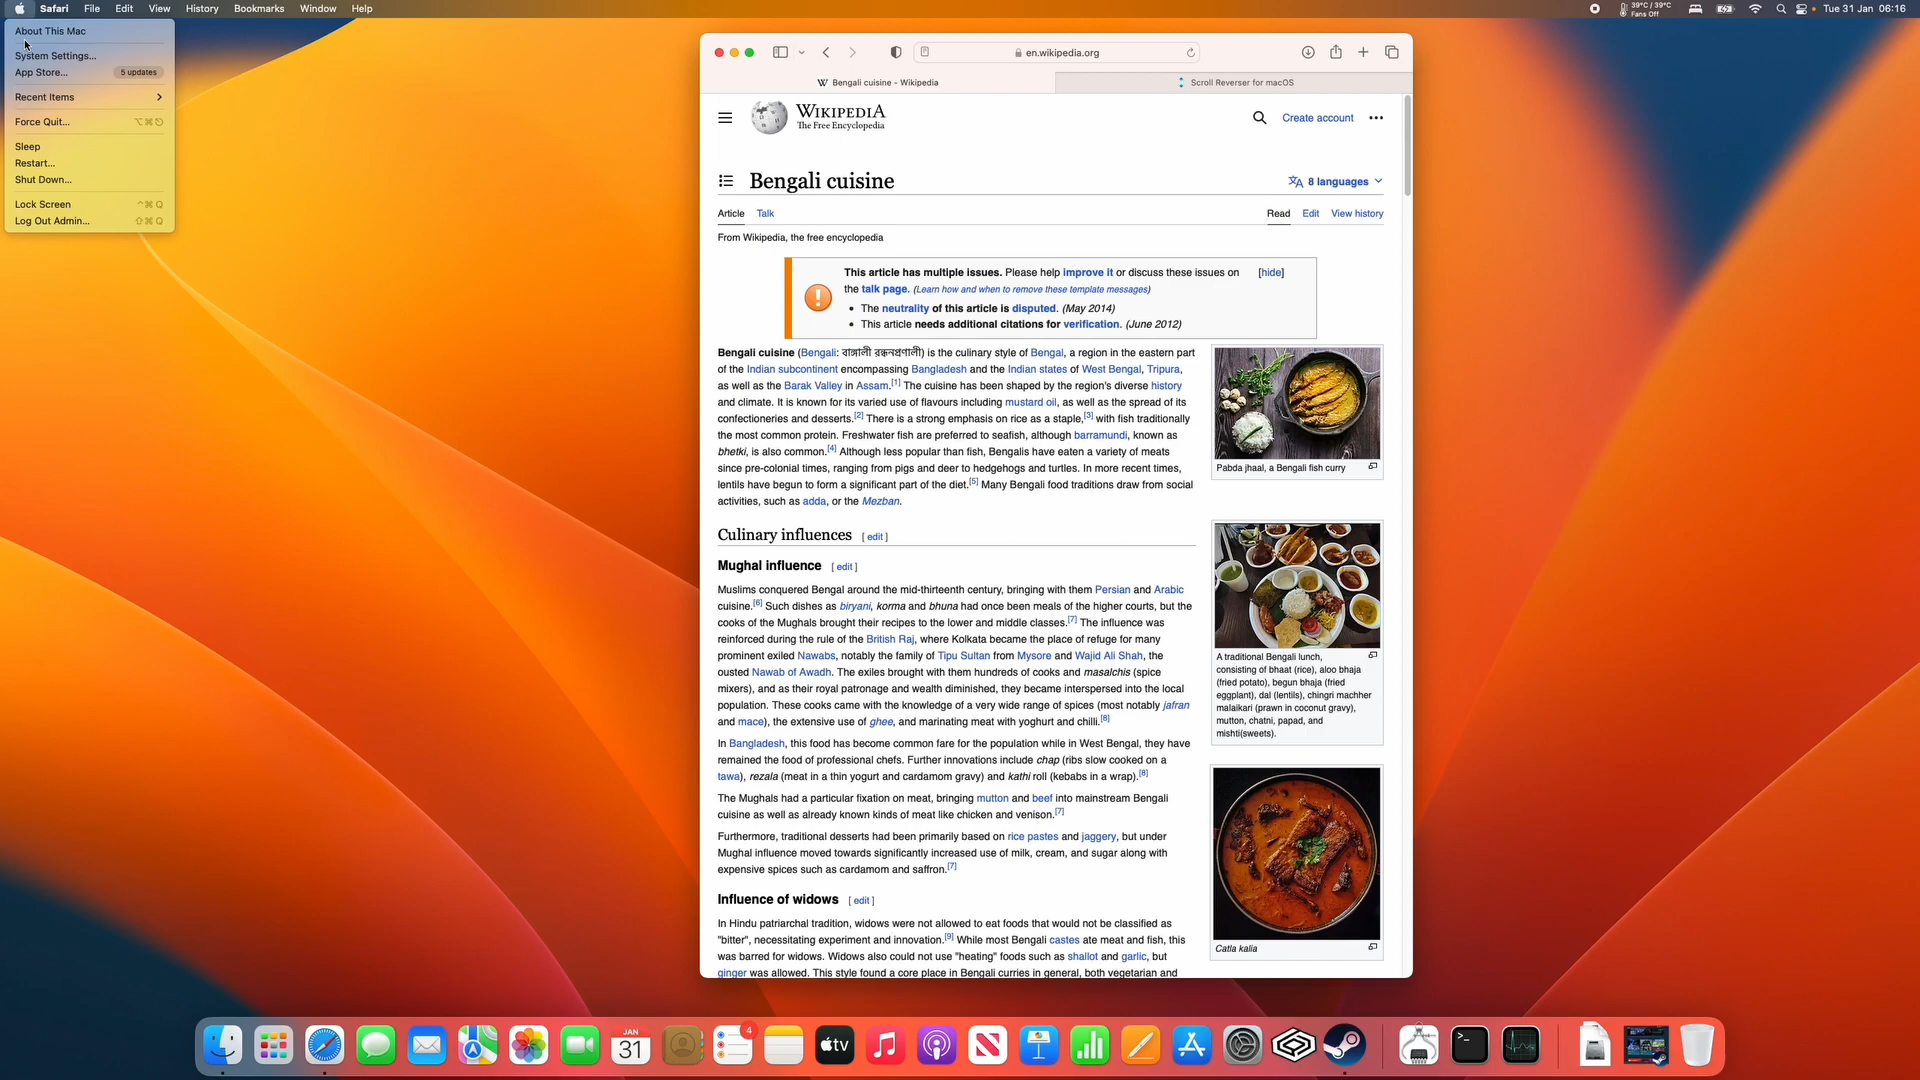 Safari File Edit View History Bookmarks Window Help
39°C / 39°C
Fans Off
Tue 31 Jan 06:16
About This Mac
System Settings...
App Store... 5 updates
Recent Items
Force Quit...
Sleep
Restart...
Shut Down...
Lock Screen
Log Out Admin...
en.wikipedia.org
Bengali cuisine – Wikipedia
Scroll Reverser for macOS
WIKIPEDIA
The Free Encyclopedia
Create account
Bengali cuisine
8 languages
Article Talk
Read Edit View history
From Wikipedia, the free encyclopedia
This article has multiple issues. Please help improve it or discuss these issues on [hide]
the talk page. (Learn how and when to remove these template messages)
• The neutrality of this article is disputed. (May 2014)
• This article needs additional citations for verification. (June 2012)
Bengali cuisine (Bengali: বাঙ্গালী রন্ধনপ্রণালী) is the culinary style of Bengal, a region in the eastern part
of the Indian subcontinent encompassing Bangladesh and the Indian states of West Bengal, Tripura,
as well as the Barak Valley in Assam.[1] The cuisine has been shaped by the region's diverse history
and climate. It is known for its varied use of flavours including mustard oil, as well as the spread of its
confectioneries and desserts.[2] There is a strong emphasis on rice as a staple,[3] with fish traditionally
the most common protein. Freshwater fish are preferred to seafish, although barramundi, known as
bhetki, is also common.[4] Although less popular than fish, Bengalis have eaten a variety of meats
since pre-colonial times, ranging from pigs and deer to hedgehogs and turtles. In more recent times,
lentils have begun to form a significant part of the diet.[5] Many Bengali food traditions draw from social
activities, such as adda, or the Mezban.
Pabda jhaal, a Bengali fish curry
Culinary influences [ edit ]
Mughal influence [ edit ]
Muslims conquered Bengal around the mid-thirteenth century, bringing with them Persian and Arabic
cuisine.[6] Such dishes as biryani, korma and bhuna had once been meals of the higher courts, but the
cooks of the Mughals brought their recipes to the lower and middle classes.[7] The influence was
reinforced during the rule of the British Raj, where Kolkata became the place of refuge for many
prominent exiled Nawabs, notably the family of Tipu Sultan from Mysore and Wajid Ali Shah, the
ousted Nawab of Awadh. The exiles brought with them hundreds of cooks and masalchis (spice
mixers), and as their royal patronage and wealth diminished, they became interspersed into the local
population. These cooks came with the knowledge of a very wide range of spices (most notably jafran
and mace), the extensive use of ghee, and marinating meat with yoghurt and chilli.[8]
A traditional Bengali lunch,
consisting of bhaat (rice), aloo bhaja
(fried potato), begun bhaja (fried
eggplant), dal (lentils), chingri machher
malaikari (prawn in coconut gravy),
mutton, chatni, papad, and
mishti(sweets).
In Bangladesh, this food has become common fare for the population while in West Bengal, they have
remained the food of professional chefs. Further innovations include chap (ribs slow cooked on a
tawa), rezala (meat in a thin yogurt and cardamom gravy) and kathi roll (kebabs in a wrap).[8]
The Mughals had a particular fixation on meat, bringing mutton and beef into mainstream Bengali
cuisine as well as already known kinds of meat like chicken and venison.[7]
Furthermore, traditional desserts had been primarily based on rice pastes and jaggery, but under
Mughal influence moved towards significantly increased use of milk, cream, and sugar along with
expensive spices such as cardamom and saffron.[7]
Influence of widows [ edit ]
In Hindu patriarchal tradition, widows were not allowed to eat foods that would not be classified as
"bitter", necessitating experiment and innovation.[9] While most Bengali castes ate meat and fish, this
was barred for widows. Widows also could not use "heating" foods such as shallot and garlic, but
ginger was allowed. This style found a core place in Bengali curries in general, both vegetarian and
Catla kalia
JAN
31
4
tv